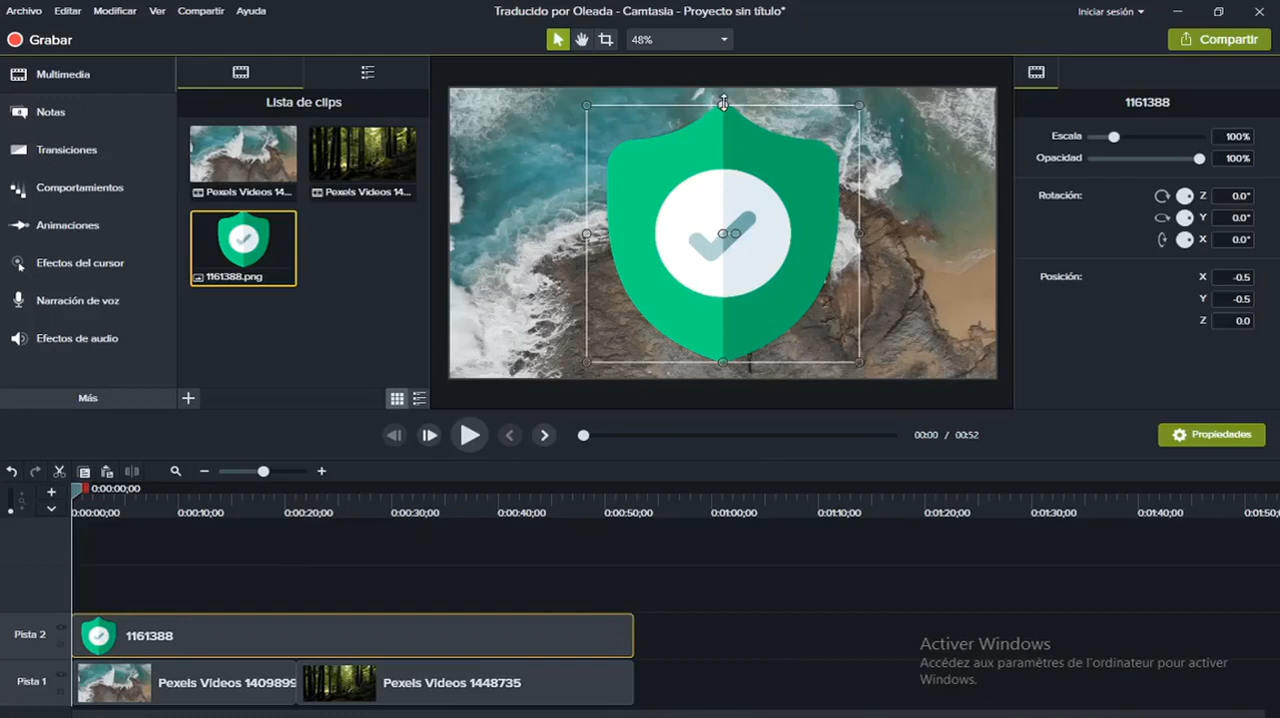 Archivo Editar Modificar Ver Compartir Ayuda
Traducido por Oleada - Camtasia - Proyecto sin título*
Iniciar sesión
Grabar
48%
Compartir
Multimedia
Notas
Transiciones
Comportamientos
Animaciones
Efectos del cursor
Narración de voz
Efectos de audio
Más
Lista de clips
Pexels Videos 14...
Pexels Videos 14...
1161388.png
1161388
Escala 100%
Opacidad 100%
Rotación: Z 0.0°
Y 0.0°
X 0.0°
Posición: X -0.5
Y -0.5
Z 0.0
00:00 / 00:52
Propiedades
0:00:00;00
0:00:00;00 0:00:10;00 0:00:20;00 0:00:30;00 0:00:40;00 0:00:50;00 0:01:00;00 0:01:10;00 0:01:20;00 0:01:30;00 0:01:40;00 0:01:50;0
Pista 2
1161388
Pista 1
Pexels Videos 1409899
Pexels Videos 1448735
Activer Windows
Accédez aux paramètres de l'ordinateur pour activer
Windows.